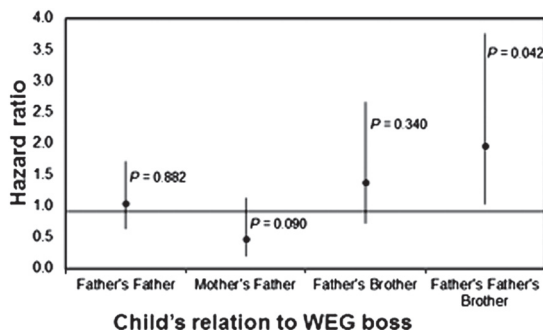 Hazard ratio
4.0
3.5
3.0
2.5
2.0
1.5
1.0
0.5
0.0
P = 0.882
P = 0.090
P = 0.340
P = 0.042
Father's Father
Mother's Father
Father's Brother
Father's Father's
Brother
Child's relation to WEG boss